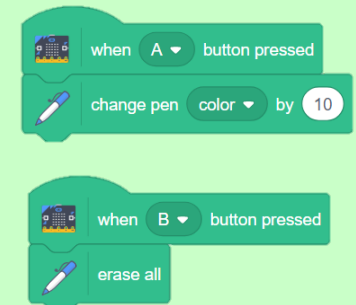 when A button pressed
change pen color by 10
when B button pressed
erase all